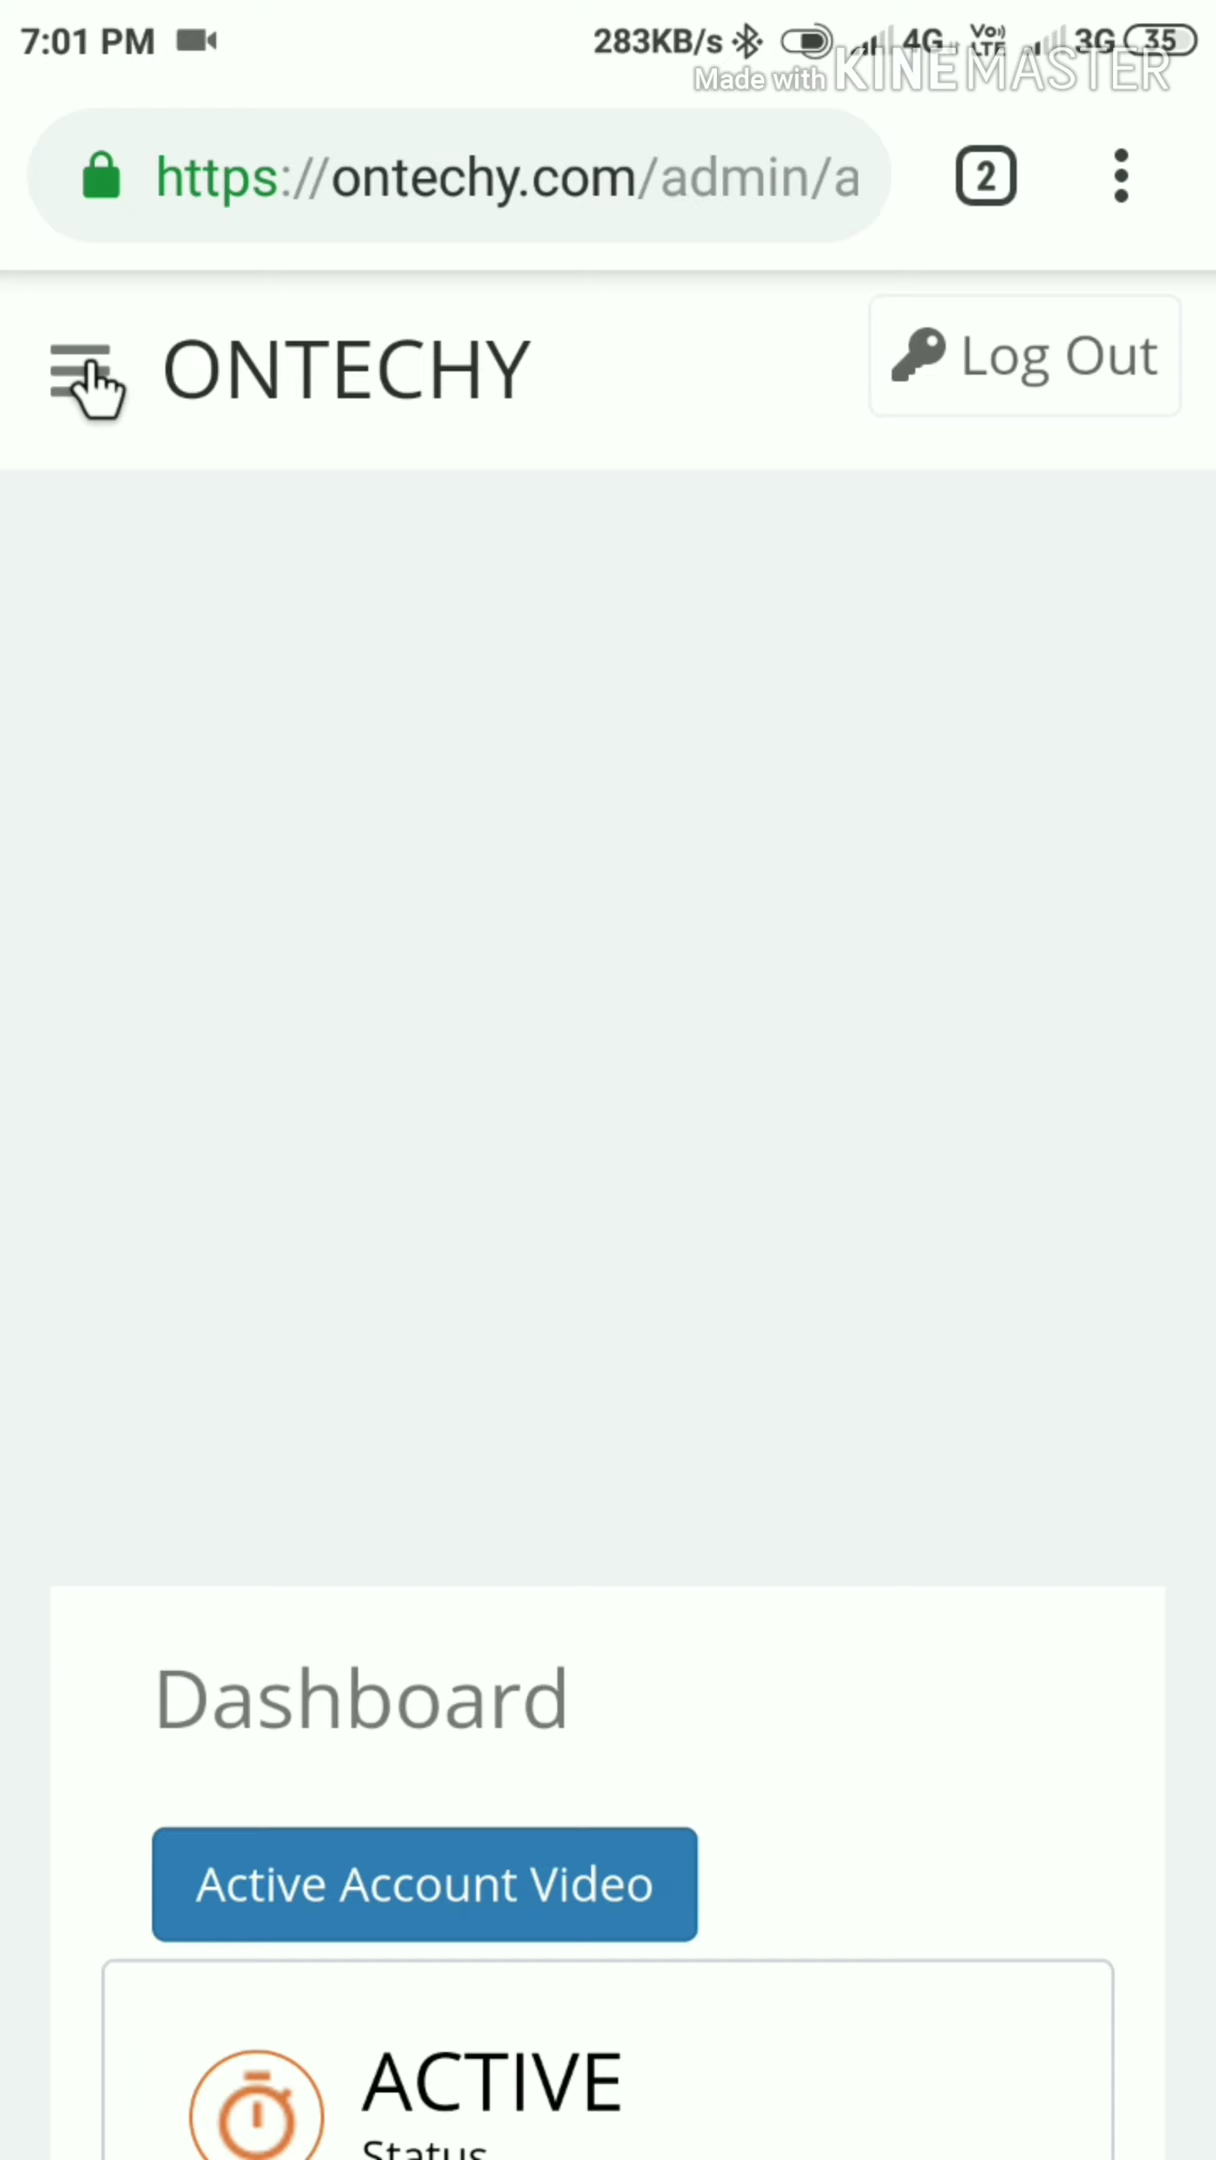 7:01 PM 283KB/s 4G Vo) LTE 3G 35
Made with KINEMASTER
https://ontechy.com/admin/a 2
ONTECHY Log Out
Dashboard
Active Account Video
ACTIVE
Status